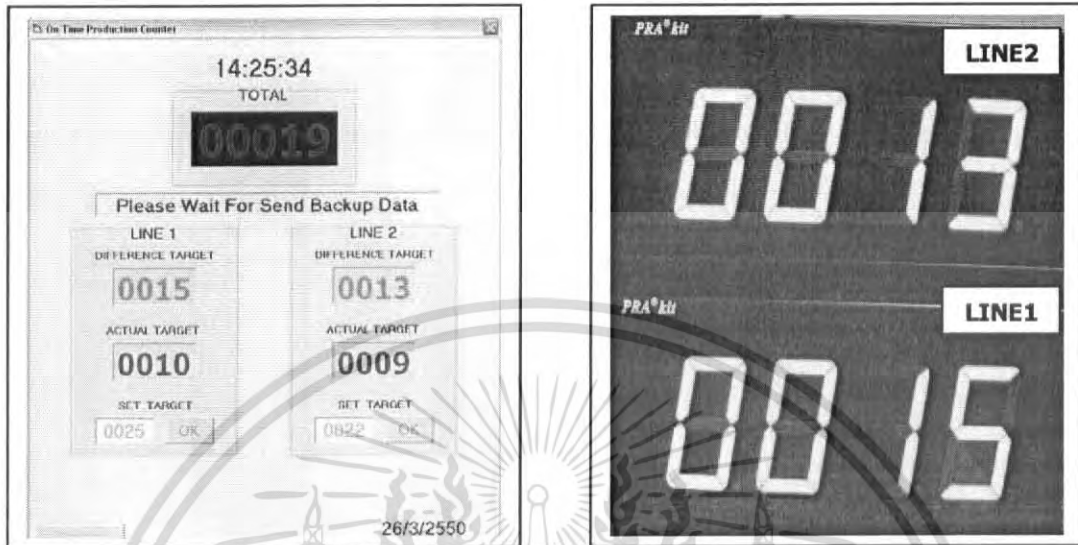 On Time Production Counter
14:25:34
TOTAL
00019
Please Wait For Send Backup Data
LINE 1
DIFFERENCE TARGET
0015
ACTUAL TARGET
0010
SET TARGET
0025 OK
LINE 2
DIFFERENCE TARGET
0013
ACTUAL TARGET
0009
SET TARGET
0022 OK
26/3/2550
PRA®kit
LINE2
0013
PRA®kit
LINE1
0015